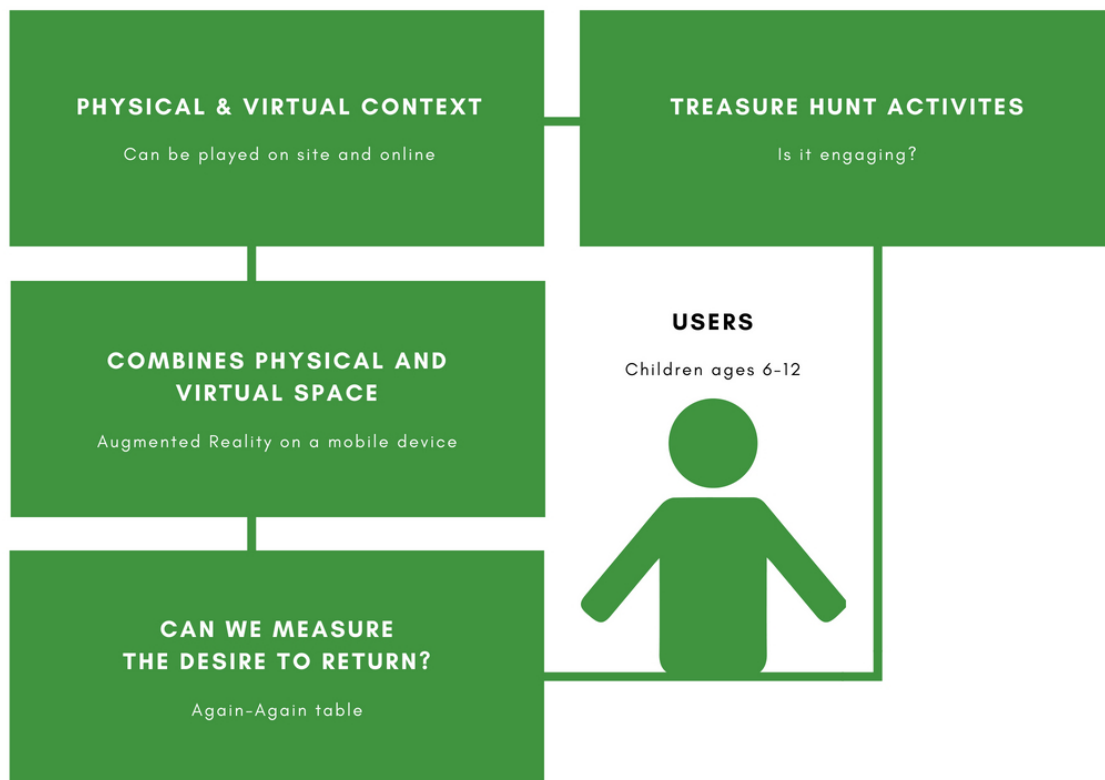 PHYSICAL & VIRTUAL CONTEXT
Can be played on site and online
TREASURE HUNT ACTIVITES
Is it engaging?
COMBINES PHYSICAL AND
VIRTUAL SPACE
Augmented Reality on a mobile device
USERS
Children ages 6-12
CAN WE MEASURE
THE DESIRE TO RETURN?
Again-Again table